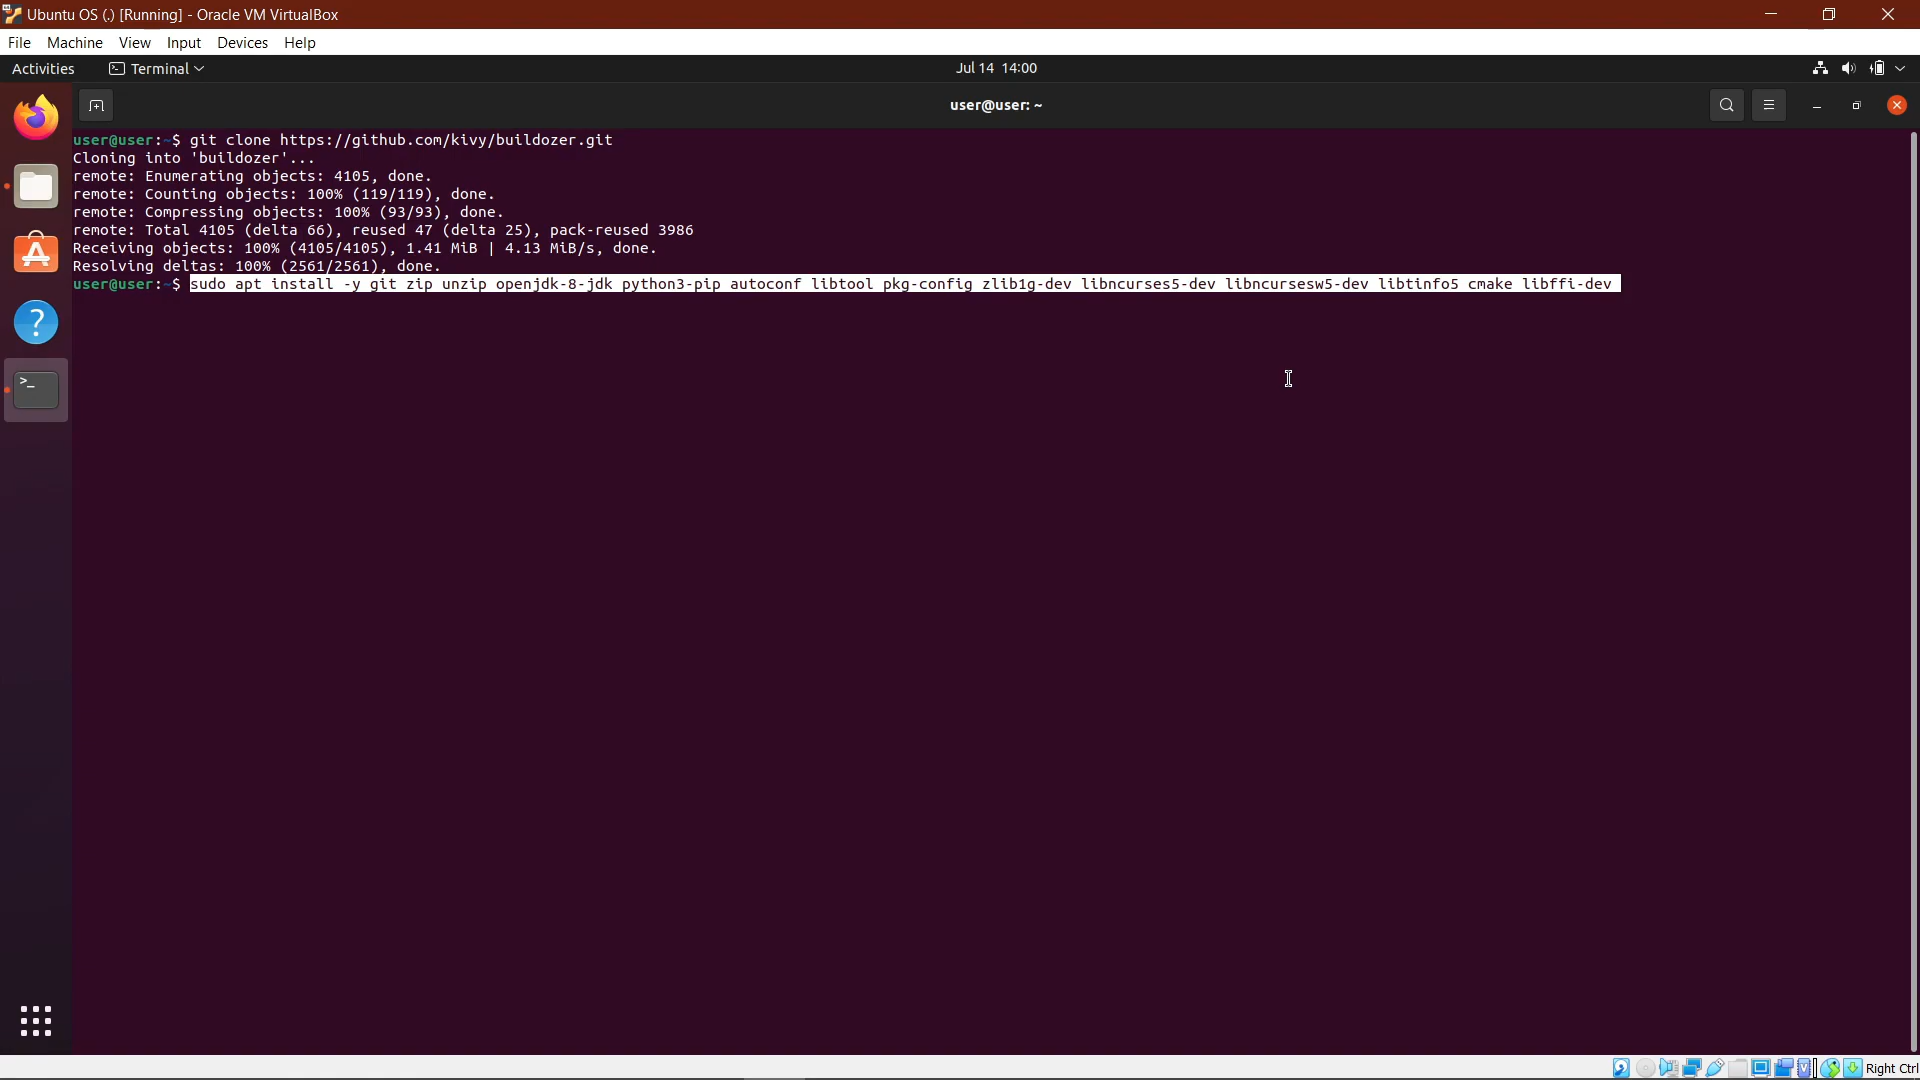 Ubuntu OS (.) [Running] - Oracle VM VirtualBox
File Machine View Input Devices Help
Activities Terminal Jul 14 14:00
user@user: ~
user@user:~$ git clone https://github.com/kivy/buildozer.git
Cloning into 'buildozer'...
remote: Enumerating objects: 4105, done.
remote: Counting objects: 100% (119/119), done.
remote: Compressing objects: 100% (93/93), done.
remote: Total 4105 (delta 66), reused 47 (delta 25), pack-reused 3986
Receiving objects: 100% (4105/4105), 1.41 MiB | 4.13 MiB/s, done.
Resolving deltas: 100% (2561/2561), done.
user@user:~$ sudo apt install -y git zip unzip openjdk-8-jdk python3-pip autoconf libtool pkg-config zlib1g-dev libncurses5-dev libncursesw5-dev libtinfo5 cmake libffi-dev
Right Ctrl